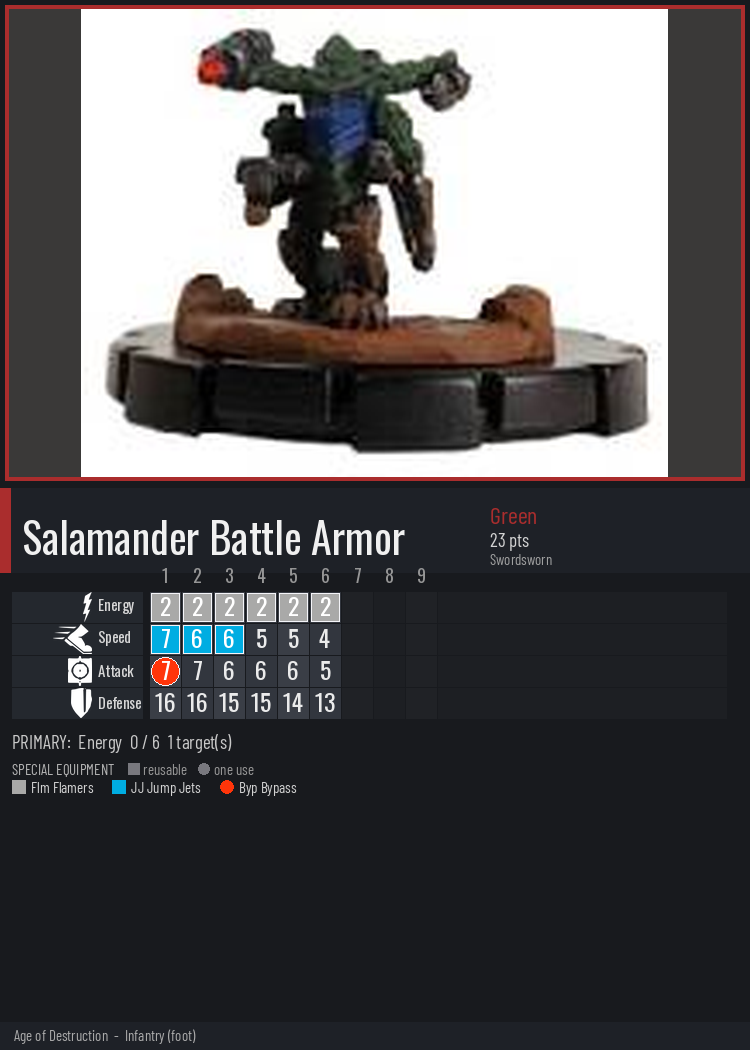 Salamander Battle Armor
Green
23 pts
Swordsworn
1 2 3 4 5 6 7 8 9
Energy 2 2 2 2 2 2
Speed 7 6 6 5 5 4
Attack 7 7 6 6 6 5
Defense 16 16 15 15 14 13
PRIMARY: Energy 0 / 6 1 target(s)
SPECIAL EQUIPMENT reusable one use
Flm Flamers JJ Jump Jets Byp Bypass
Age of Destruction - Infantry (foot)